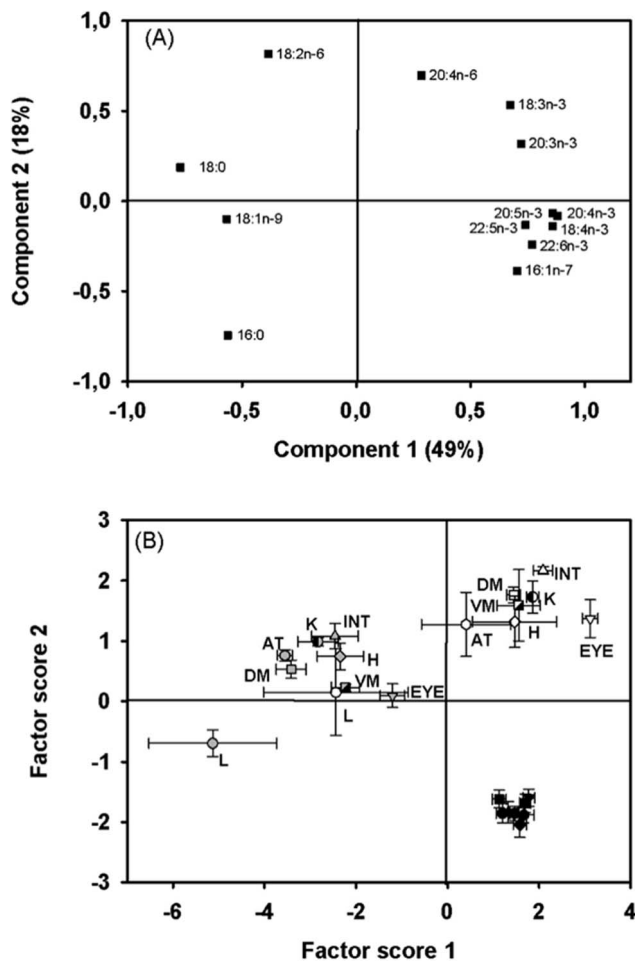 (A)
1,0
18:2n-6
20:4n-6
18:3n-3
0,5
20:3n-3
18:0
0,0
18:1n-9
20:5n-3 20:4n-3
22:5n-3 18:4n-3
22:6n-3
16:1n-7
-0,5
16:0
-1,0
-1,0 -0,5 0,0 0,5 1,0
Component 2 (18%)
Component 1 (49%)
(B)
3
INT
2
DM
K
VM
AT H EYE
K INT
1
AT
H
DM
VM EYE
0
L
L
-1
-2
-3
-6 -4 -2 0 2 4
Factor score 2
Factor score 1